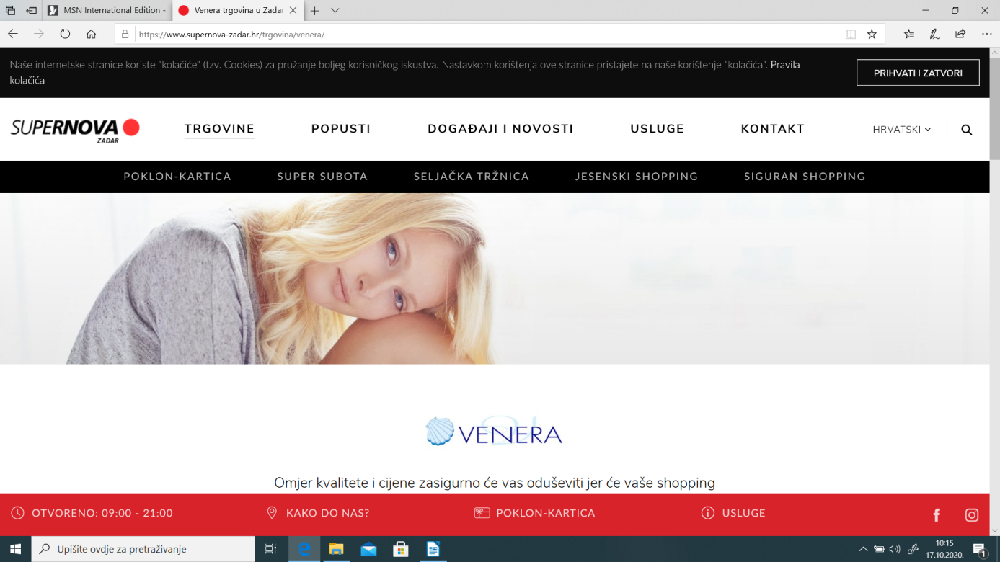 MSN International Edition -
Venera trgovina u Zadar
https://www.supernova-zadar.hr/trgovina/venera/
Naše internetske stranice koriste "kolačiće" (tzv. Cookies) za pružanje boljeg korisničkog iskustva. Nastavkom korištenja ove stranice pristajete na naše korištenje "kolačića". Pravila
kolačića
PRIHVATI I ZATVORI
SUPERNOVA
ZADAR
TRGOVINE
POPUSTI
DOGAĐAJI I NOVOSTI
USLUGE
KONTAKT
HRVATSKI
POKLON-KARTICA
SUPER SUBOTA
SELJAČKA TRŽNICA
JESENSKI SHOPPING
SIGURAN SHOPPING
VENERA
Omjer kvalitete i cijene zasigurno će vas oduševiti jer će vaše shopping
OTVORENO: 09:00 - 21:00
KAKO DO NAS?
POKLON-KARTICA
USLUGE
Upišite ovdje za pretraživanje
10:15
17.10.2020.
1